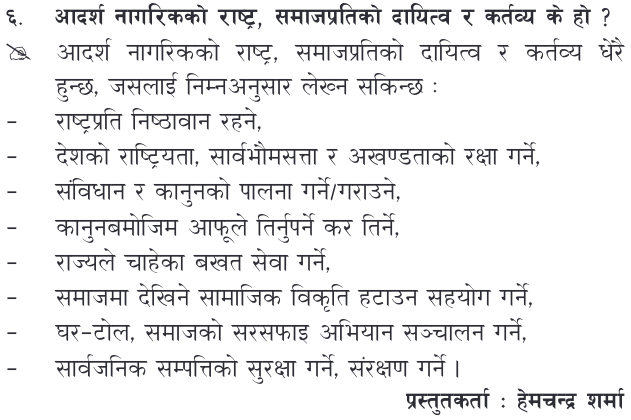 ६. आदर्श नागरिकको राष्ट्र, समाजप्रतिको दायित्व र कर्तव्य के हो ?
आदर्श नागरिकको राष्ट्र, समाजप्रतिको दायित्व र कर्तव्य धेरै
हुन्छ, जसलाई निम्नअनुसार लेख्न सकिन्छ :
- राष्ट्रप्रति निष्ठावान रहने,
- देशको राष्ट्रियता, सार्वभौमसत्ता र अखण्डताको रक्षा गर्ने,
- संविधान र कानुनको पालना गर्ने/गराउने,
- कानुनबमोजिम आफूले तिर्नुपर्ने कर तिर्ने,
- राज्यले चाहेका बखत सेवा गर्ने,
- समाजमा देखिने सामाजिक विकृति हटाउन सहयोग गर्ने,
- घर-टोल, समाजको सरसफाइ अभियान सञ्चालन गर्ने,
- सार्वजनिक सम्पत्तिको सुरक्षा गर्ने, संरक्षण गर्ने ।
प्रस्तुतकर्ता : हेमचन्द्र शर्मा